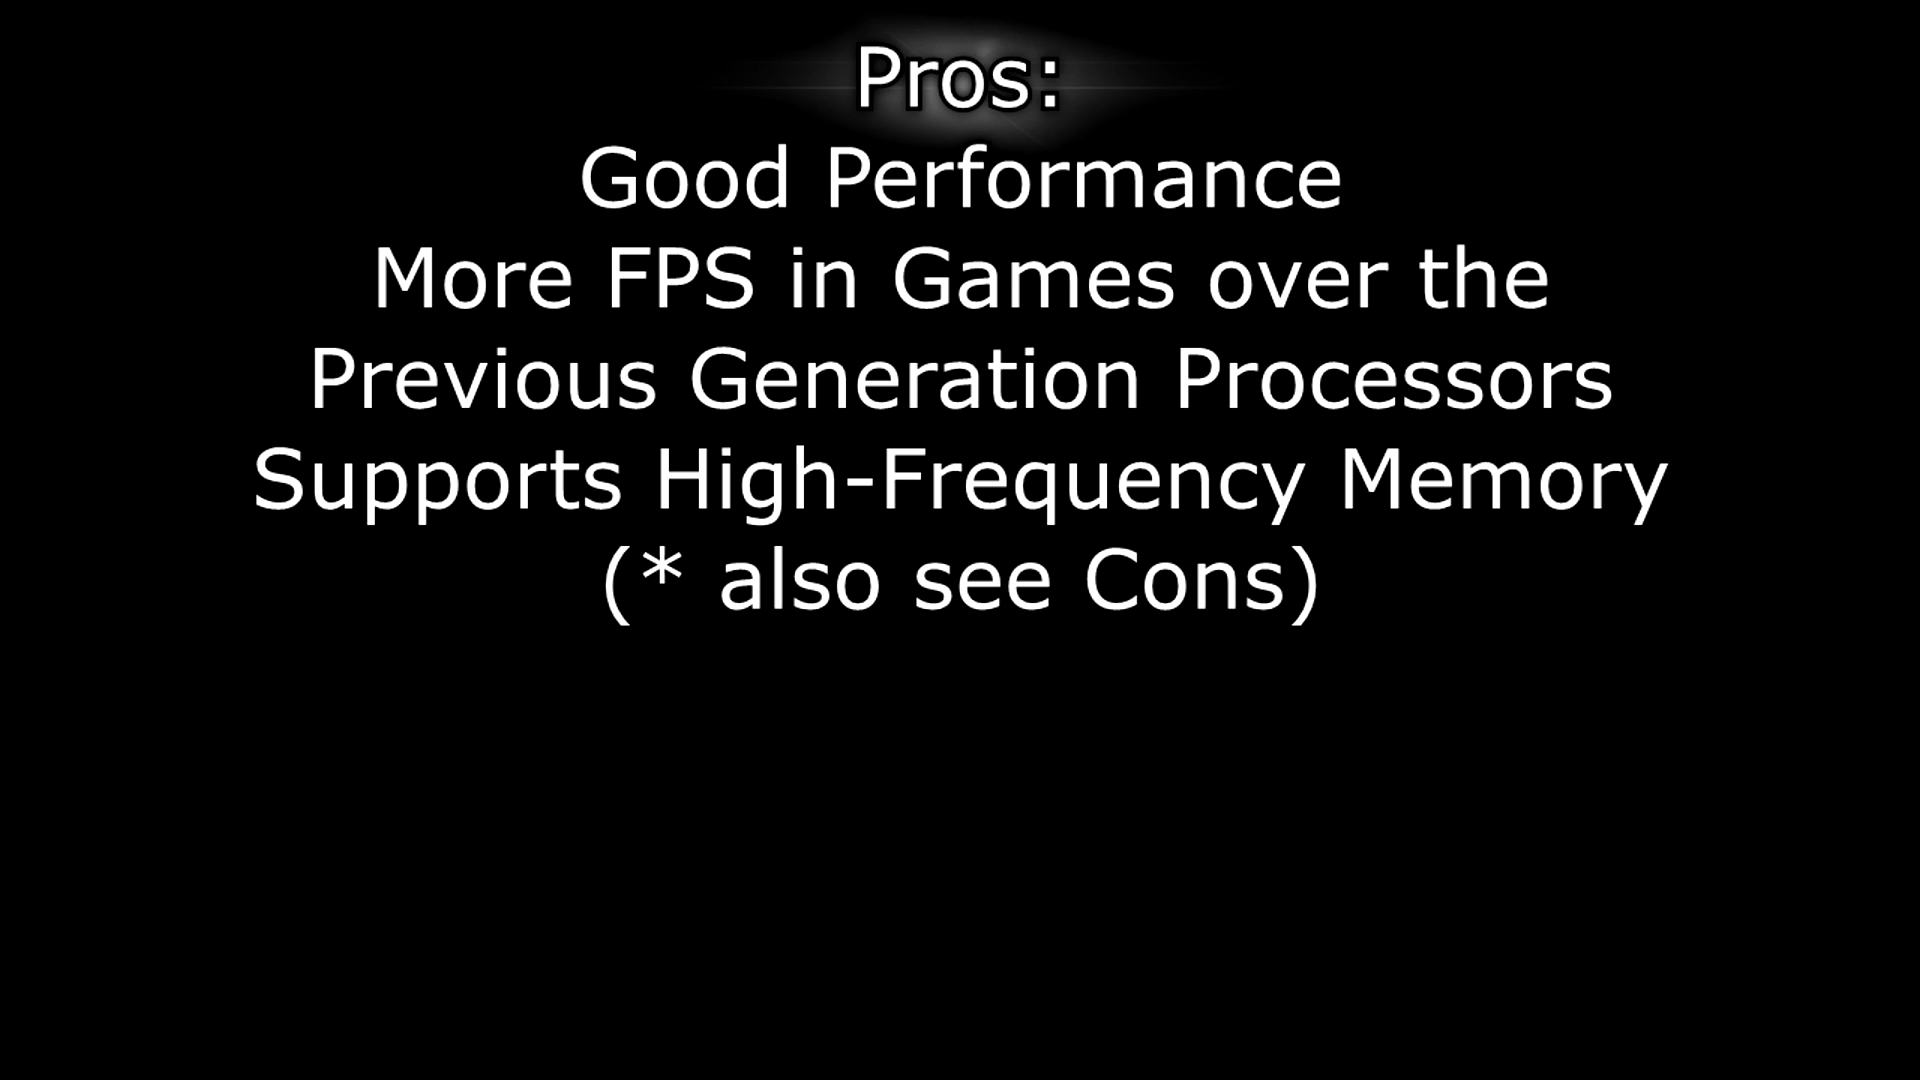 Pros:
Good Performance
More FPS in Games over the
Previous Generation Processors
Supports High-Frequency Memory
(* also see Cons)